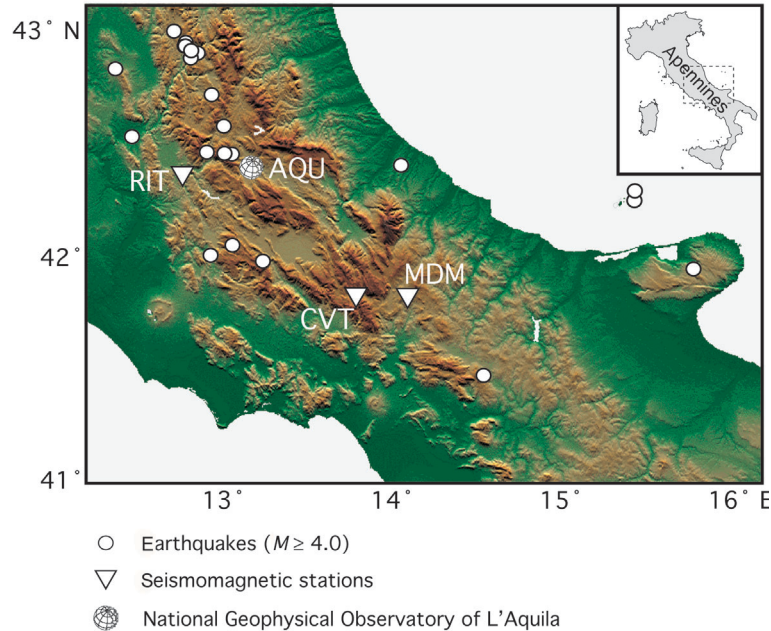 43° N
Apennines
RIT
AQU
42°
MDM
CVT
41°
13° 14° 15° 16° E
Earthquakes (M ≥ 4.0)
Seismomagnetic stations
National Geophysical Observatory of L'Aquila